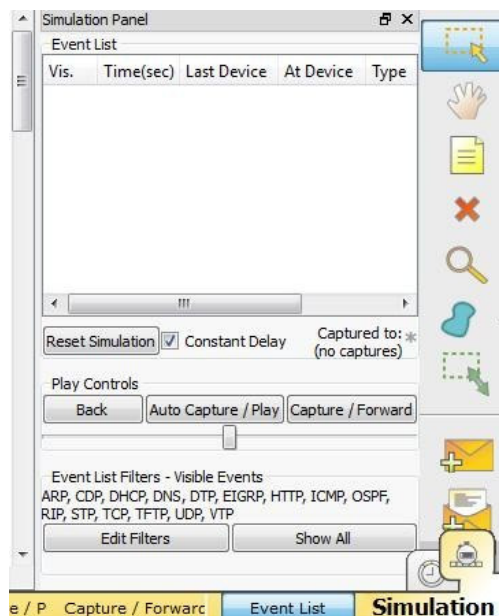 Simulation Panel
Event List
Vis. Time(sec) Last Device At Device Type
Reset Simulation Constant Delay Captured to: *
(no captures)
Play Controls
Back Auto Capture / Play Capture / Forward
Event List Filters - Visible Events
ARP, CDP, DHCP, DNS, DTP, EIGRP, HTTP, ICMP, OSPF,
RIP, STP, TCP, TFTP, UDP, VTP
Edit Filters Show All
e / P Capture / Forward Event List Simulation